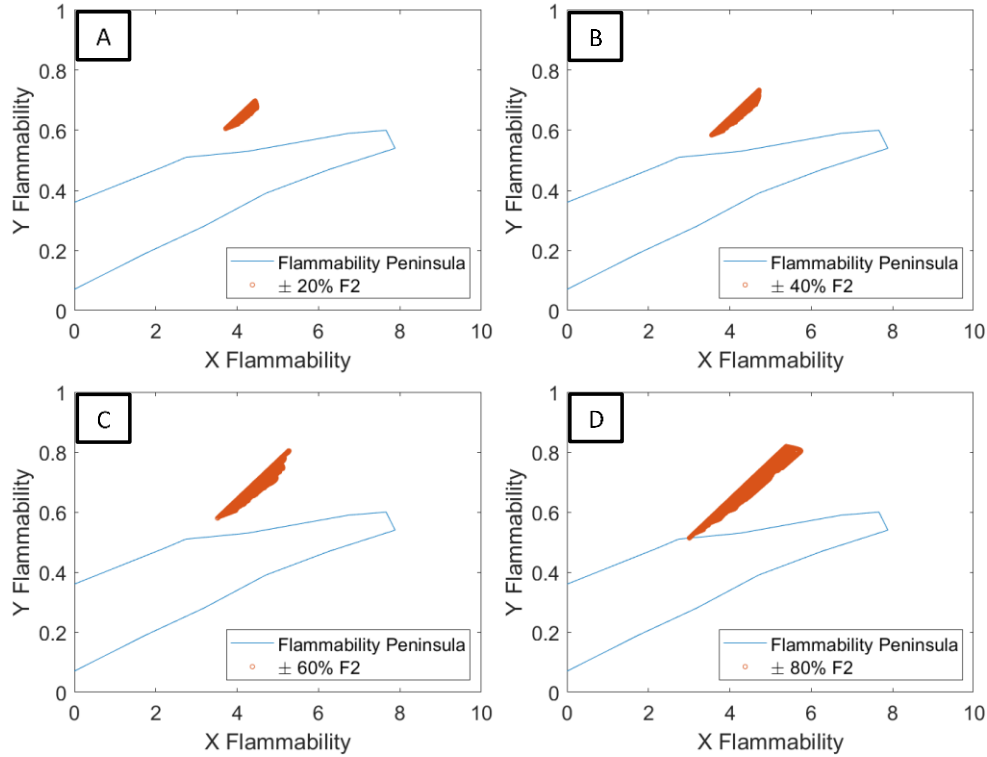 A
1
0.8
0.6
0.4
0.2
0
Y Flammability
0 2 4 6 8 10
X Flammability
Flammability Peninsula
± 20% F2
B
1
0.8
0.6
0.4
0.2
0
Y Flammability
0 2 4 6 8 10
X Flammability
Flammability Peninsula
± 40% F2
C
1
0.8
0.6
0.4
0.2
0
Y Flammability
0 2 4 6 8 10
X Flammability
Flammability Peninsula
± 60% F2
D
1
0.8
0.6
0.4
0.2
0
Y Flammability
0 2 4 6 8 10
X Flammability
Flammability Peninsula
± 80% F2